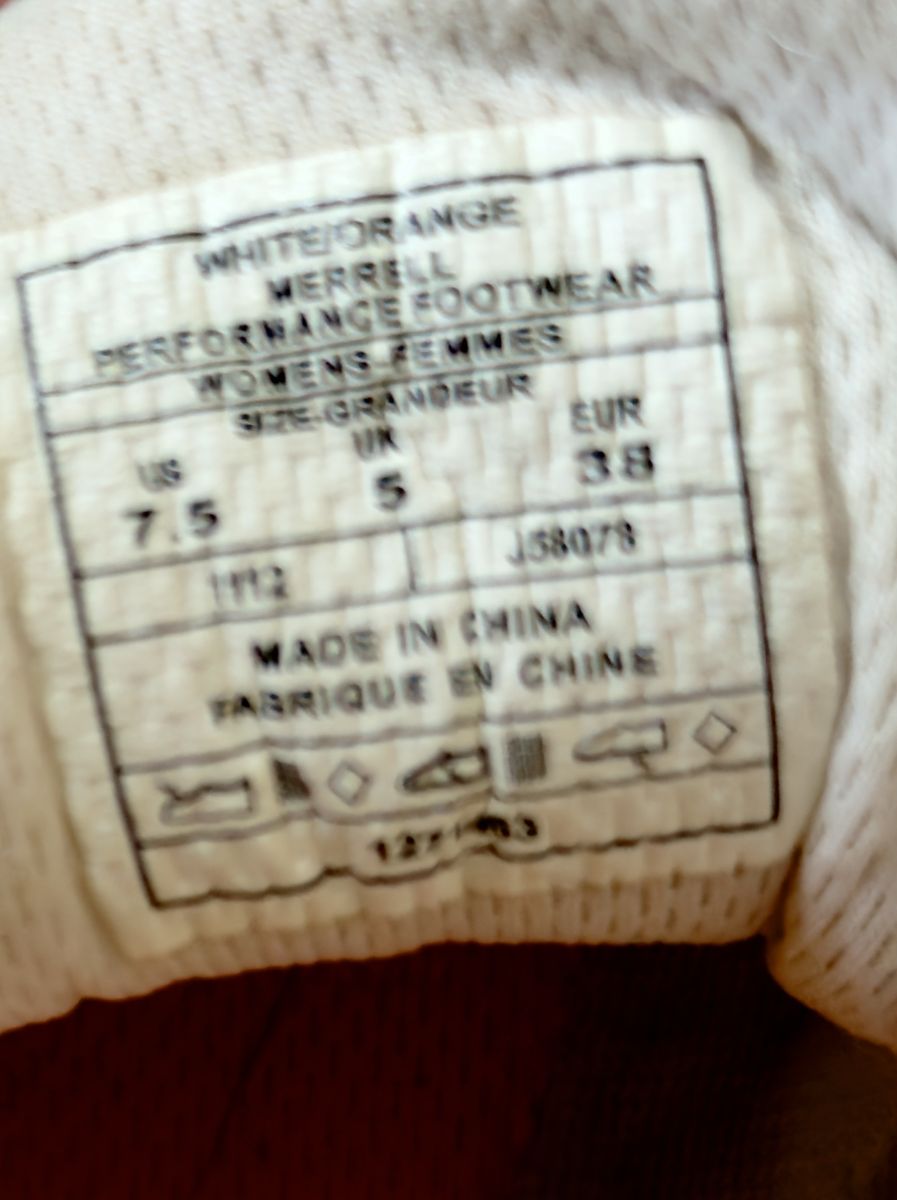 WHITE/ORANGE
MERRELL
PERFORMANCE FOOTWEAR
WOMENS FEMMES
SIZE-GRANDEUR
US UK EUR
7.5 5 38
1112 J58078
MADE IN CHINA
FABRIQUE EN CHINE